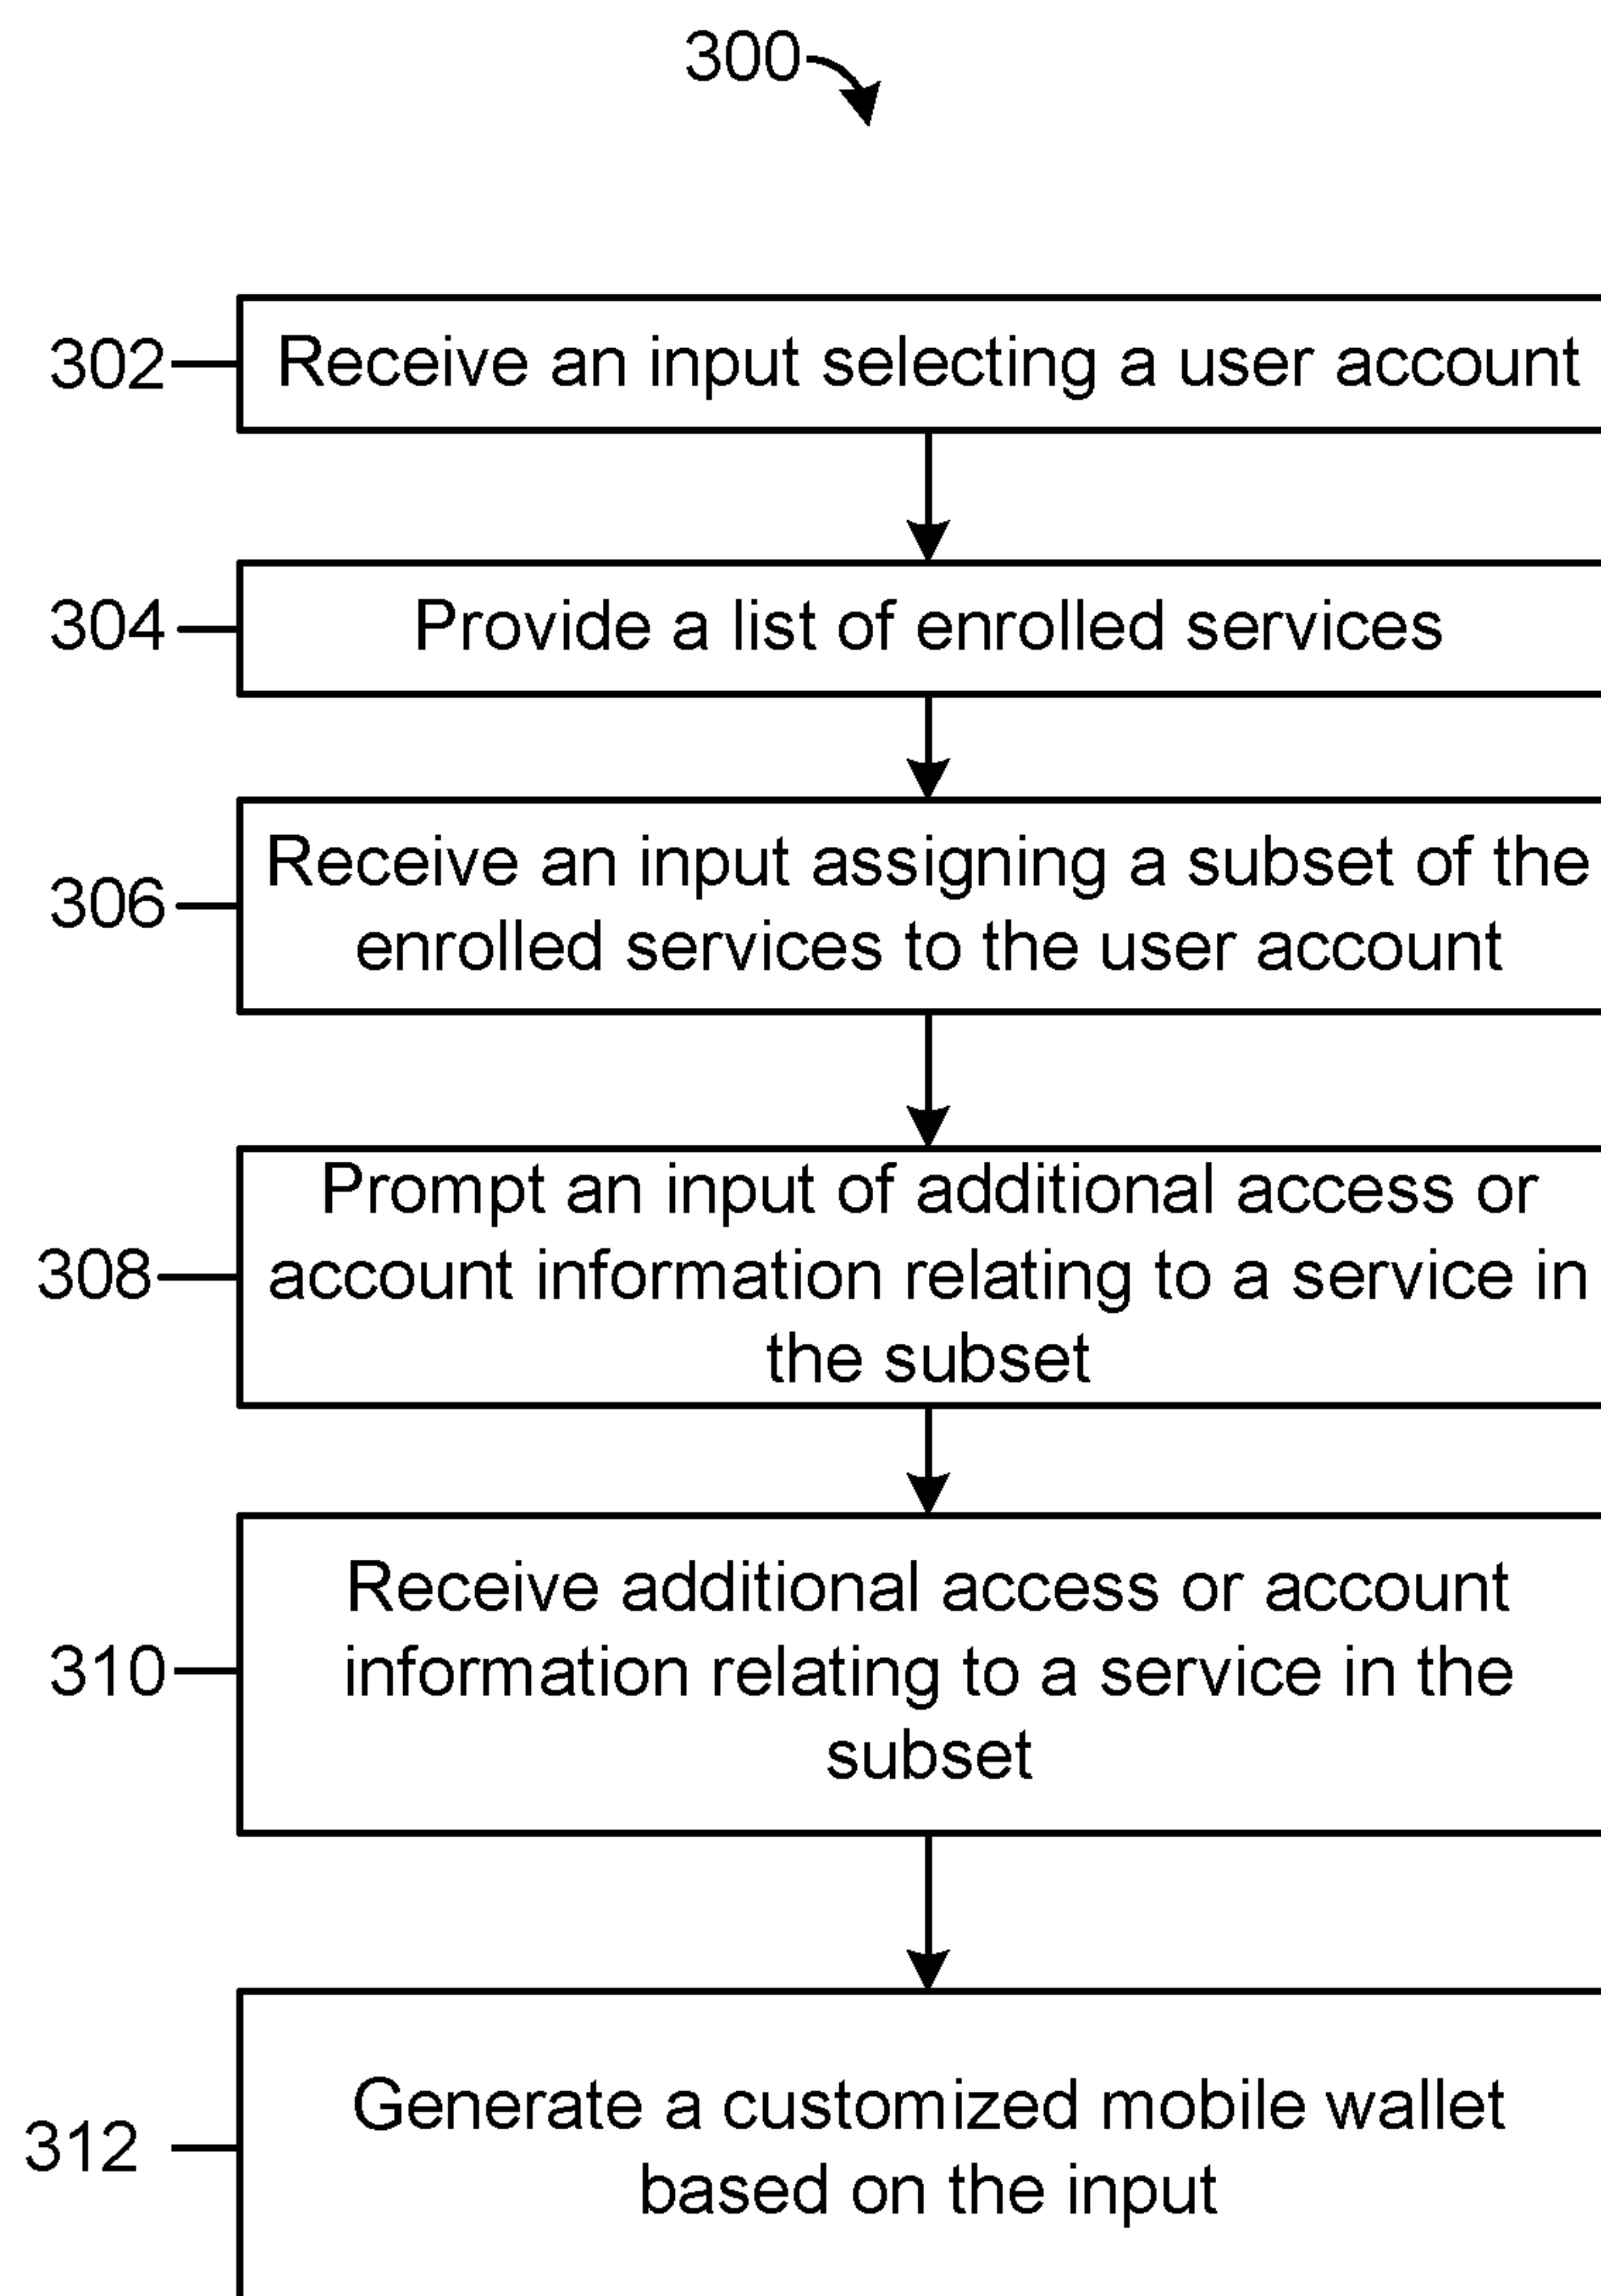 300
302
Receive an input selecting a user account
304
Provide a list of enrolled services
306
Receive an input assigning a subset of the
enrolled services to the user account
308
Prompt an input of additional access or
account information relating to a service in
the subset
310
Receive additional access or account
information relating to a service in the
subset
312
Generate a customized mobile wallet
based on the input